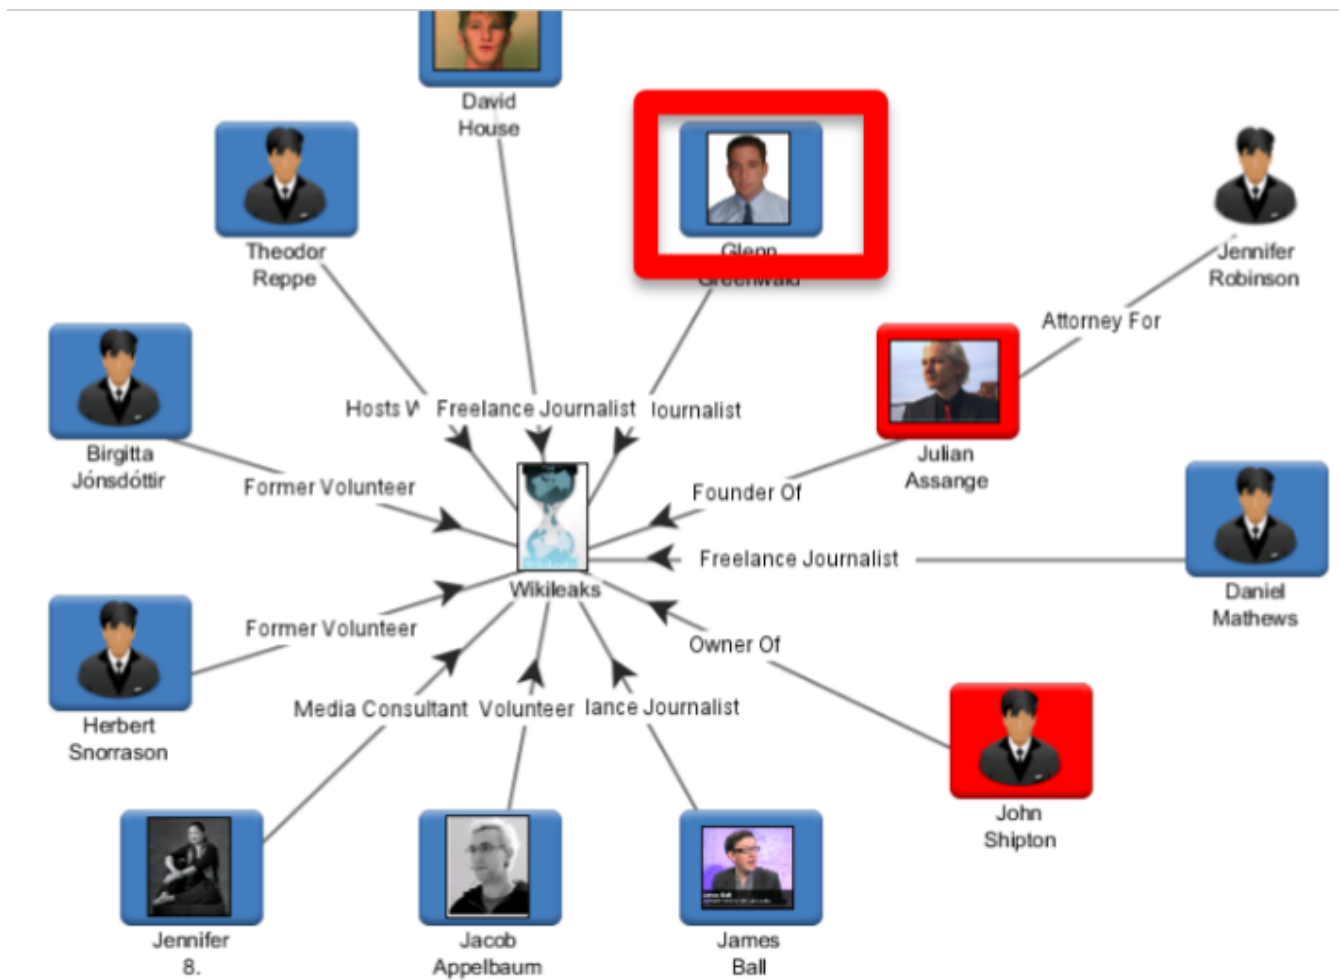 David
House
Theodor
Reppe
Glenn
Greenwald
Jennifer
Robinson
Attorney For
Hosts W
Freelance Journalist
Journalist
Julian
Assange
Birgitta
Jónsdóttir
Former Volunteer
Founder Of
Freelance Journalist
Wikileaks
Daniel
Mathews
Former Volunteer
Owner Of
Herbert
Snorrason
Media Consultant
Volunteer
lance Journalist
John
Shipton
Jennifer
8.
Jacob
Appelbaum
James
Ball